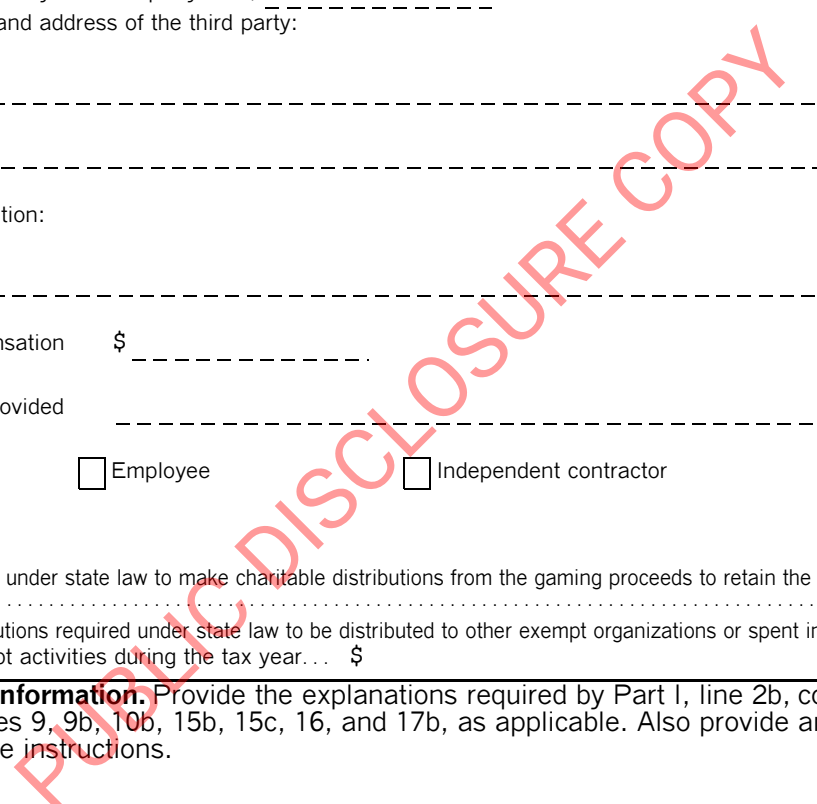 and address of the third party:
tion:
nsation $
ovided
Employee Independent contractor
under state law to make charitable distributions from the gaming proceeds to retain the
utions required under state law to be distributed to other exempt organizations or spent in
ot activities during the tax year... $
nformation. Provide the explanations required by Part I, line 2b, co
es 9, 9b, 10b, 15b, 15c, 16, and 17b, as applicable. Also provide an
e instructions.
PUBLIC DISCLOSURE COPY